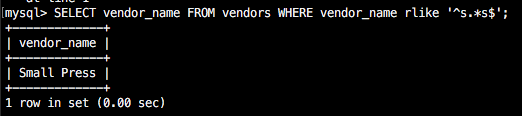 mysql> SELECT vendor_name FROM vendors WHERE vendor_name rlike '^s.*s$';
+-------------+
| vendor_name |
+-------------+
| Small Press |
+-------------+
1 row in set (0.00 sec)